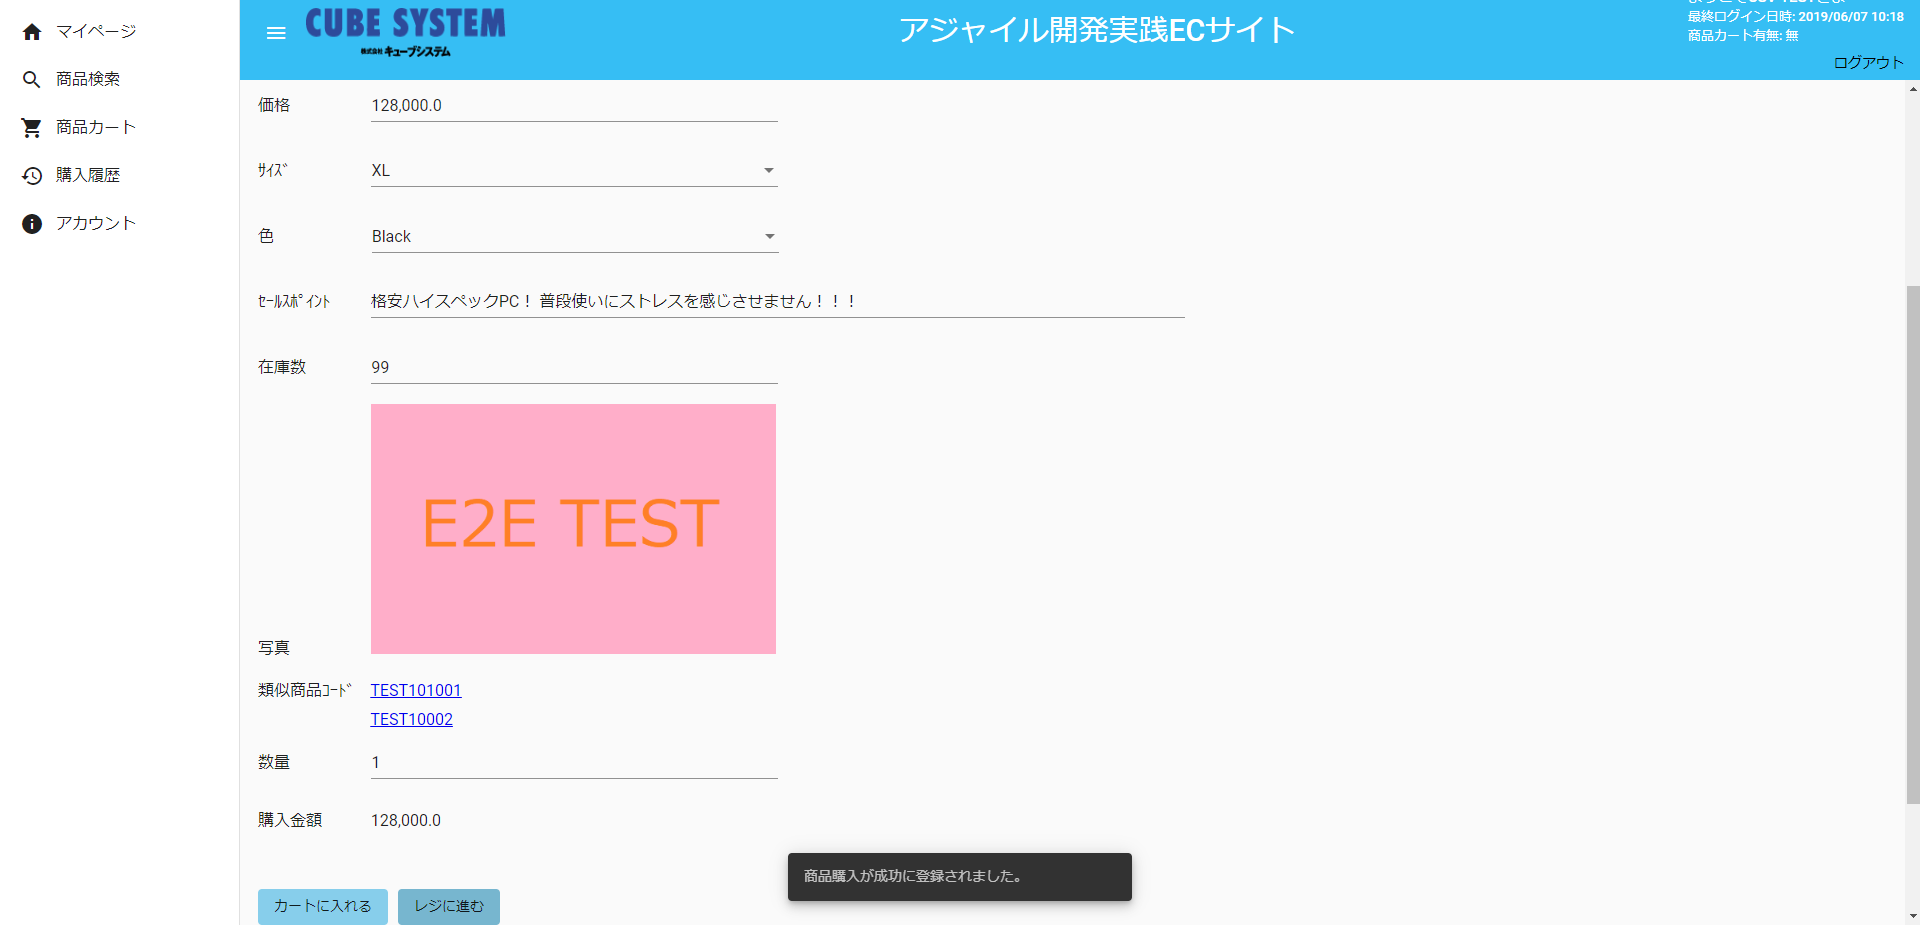 マイページ
商品検索
商品カート
購入履歴
アカウント
CUBE SYSTEM
株式会社 キューブシステム
アジャイル開発実践ECサイト
最終ログイン日時: 2019/06/07 10:18
商品カート有無: 無
ログアウト
価格 128,000.0
ｻｲｽﾞ XL
色 Black
ｾｰﾙｽﾎﾟｲﾝﾄ 格安ハイスペックPC！ 普段使いにストレスを感じさせません！！！
在庫数 99
E2E TEST
写真
類似商品ｺｰﾄﾞ TEST101001
TEST10002
数量 1
購入金額 128,000.0
商品購入が成功に登録されました。
カートに入れる レジに進む